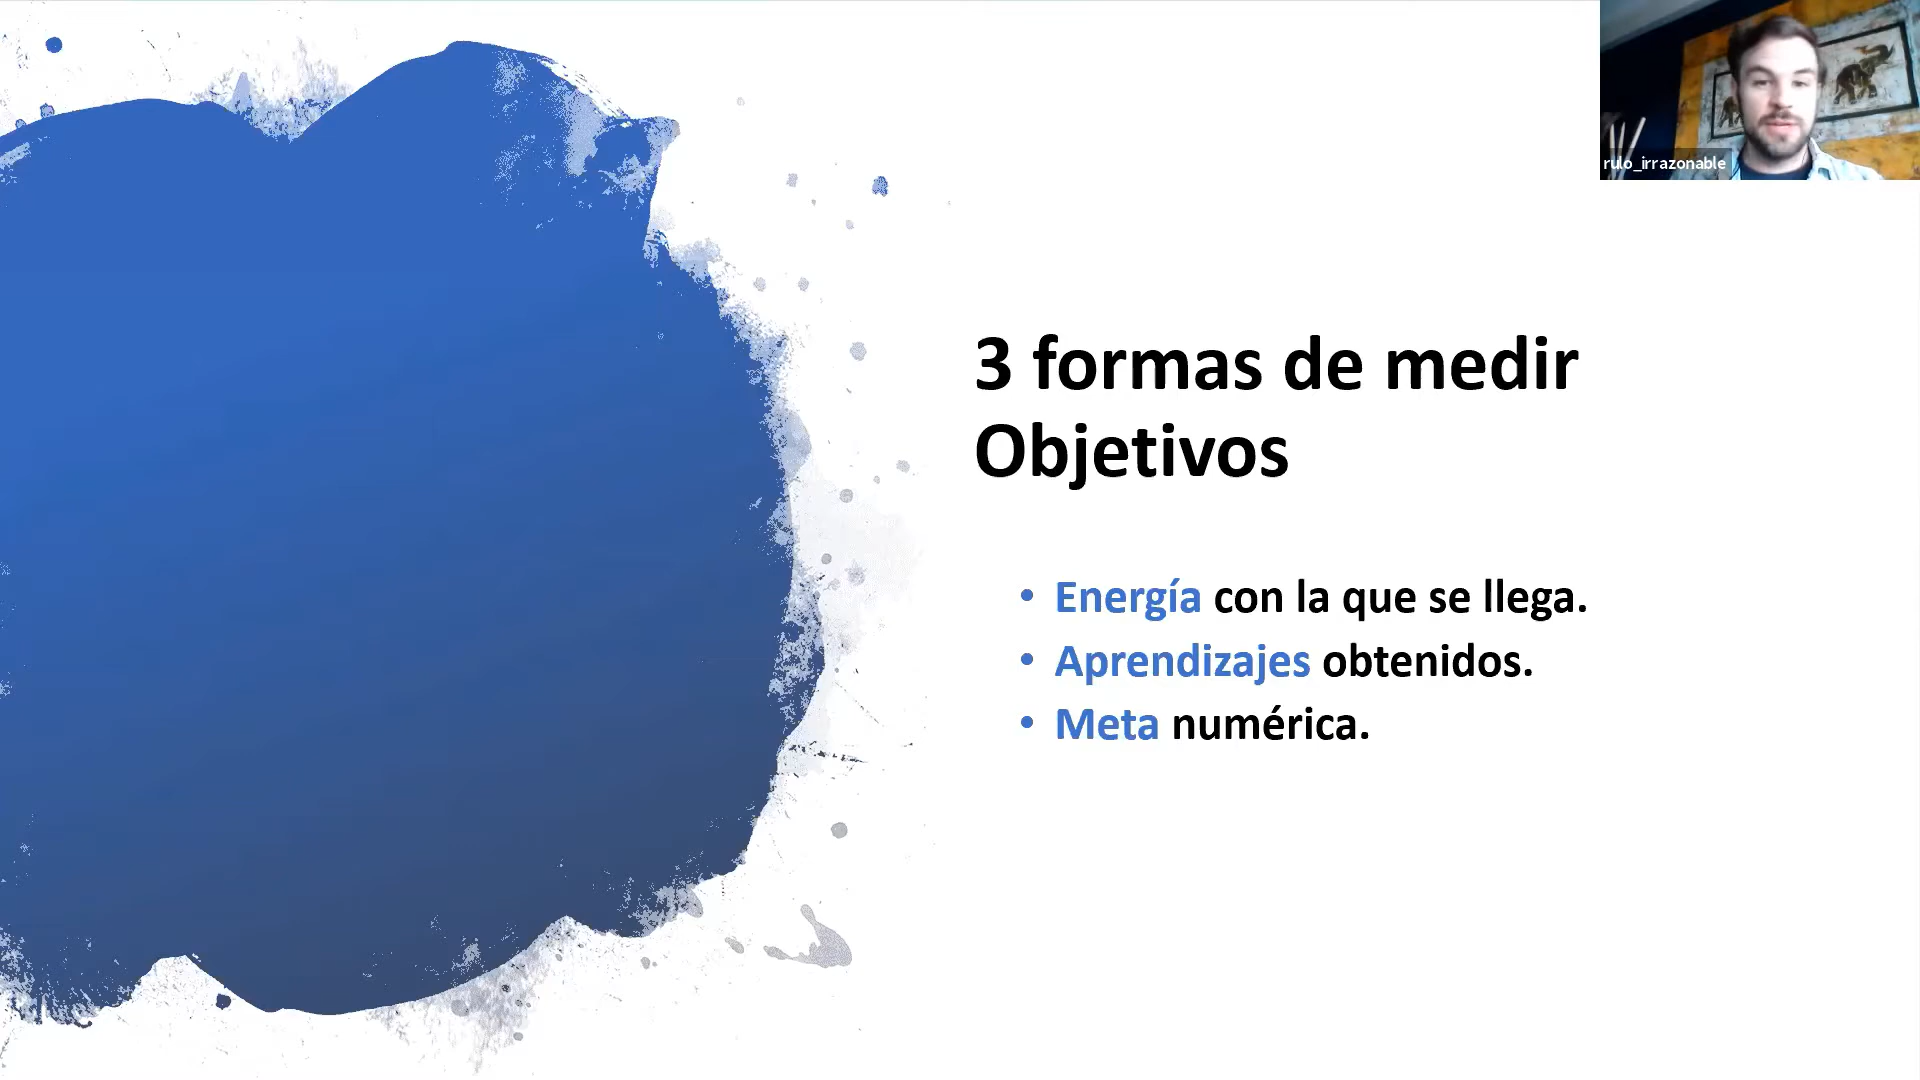 rulo_irrazonable
3 formas de medir
Objetivos
• Energía con la que se llega.
• Aprendizajes obtenidos.
• Meta numérica.